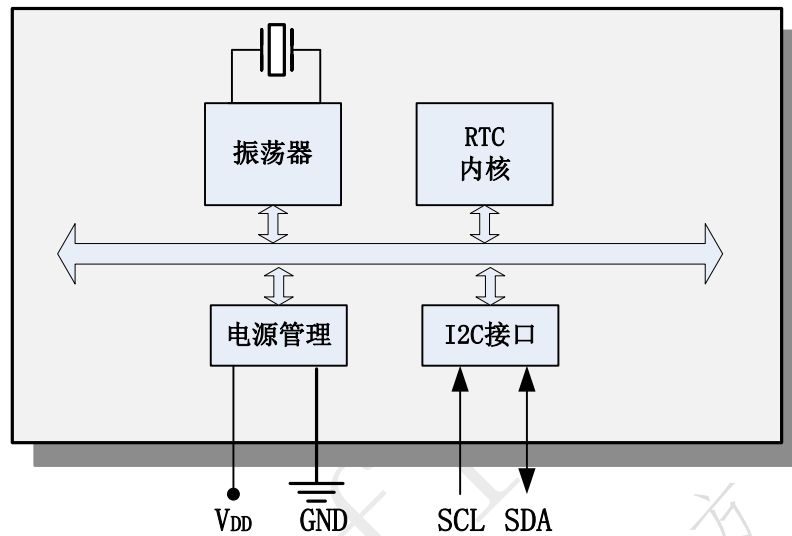 振荡器
RTC
内核
电源管理
I2C接口
VDD
GND
SCL
SDA